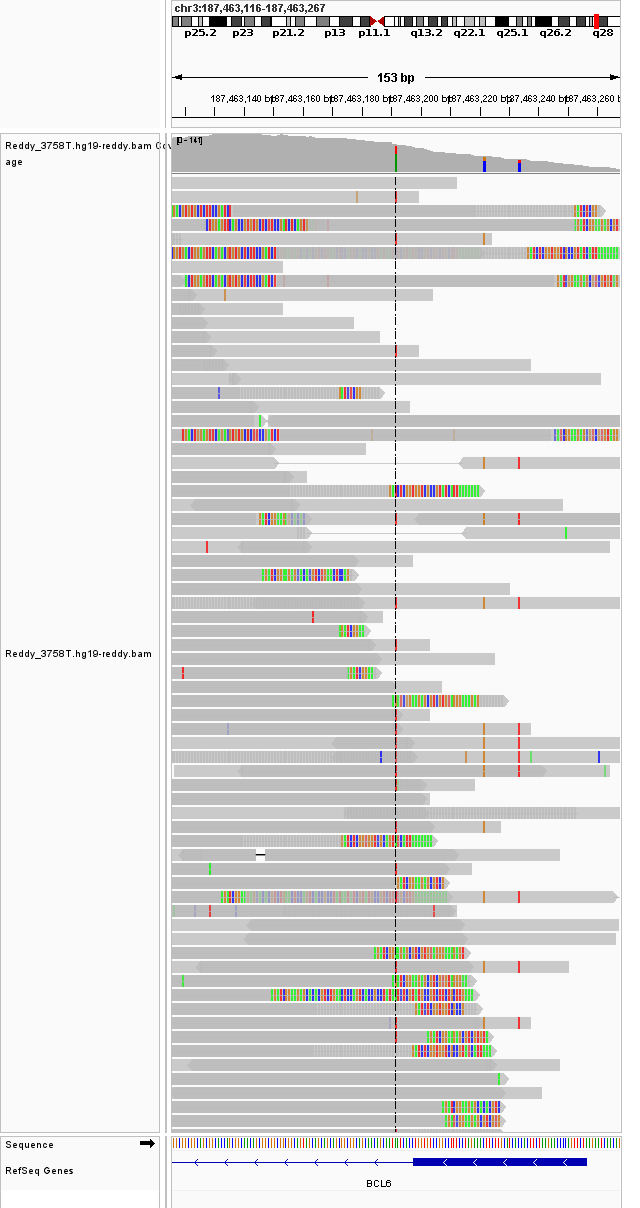 chr3:187,463,116-187,463,267
p25.2 p23 p21.2 p13 p11.1 q13.2 q22.1 q25.1 q26.2 q28
153 bp
187,463,140 bp 187,463,160 bp 187,463,180 bp 187,463,200 bp 187,463,220 bp 187,463,240 bp 187,463,260 bp
Reddy_3758T.hg19-reddy.bam Cov
age
[0 - 141]
Reddy_3758T.hg19-reddy.bam
Sequence
RefSeq Genes
BCL6